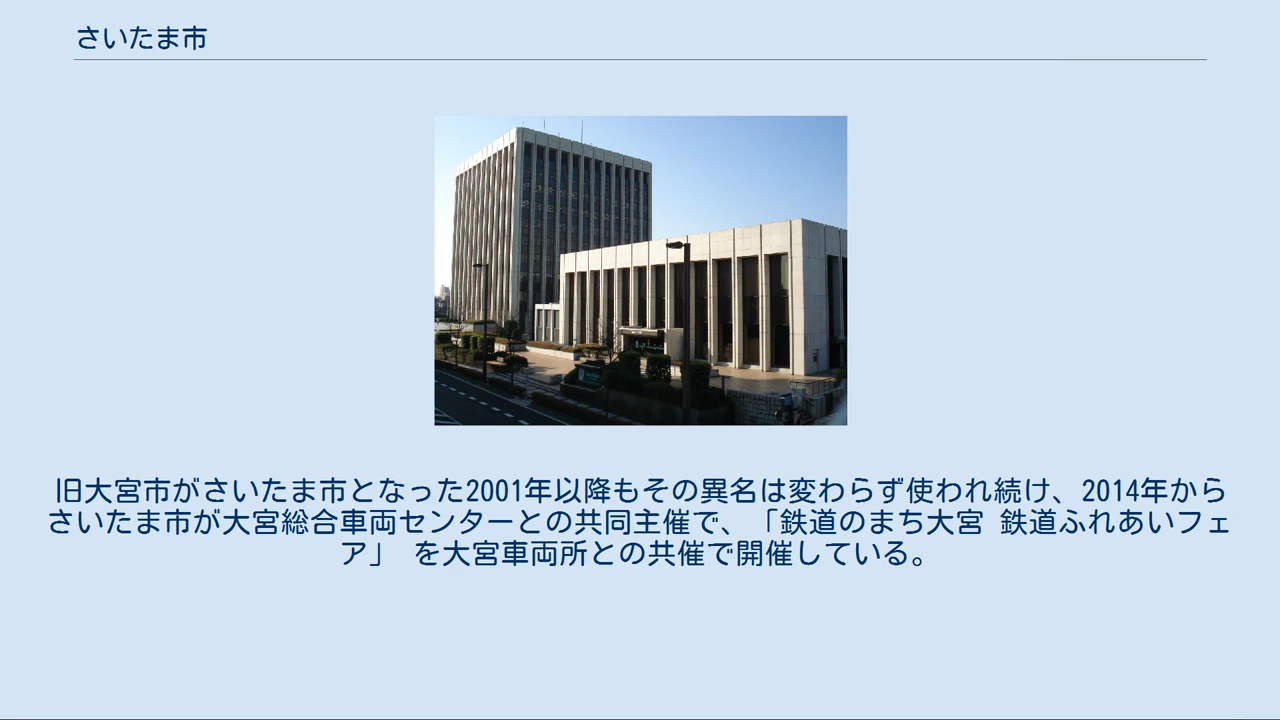 さいたま市
旧大宮市がさいたま市となった2001年以降もその異名は変わらず使われ続け、2014年から
さいたま市が大宮総合車両センターとの共同主催で、「鉄道のまち大宮 鉄道ふれあいフェ
ア」 を大宮車両所との共催で開催している。